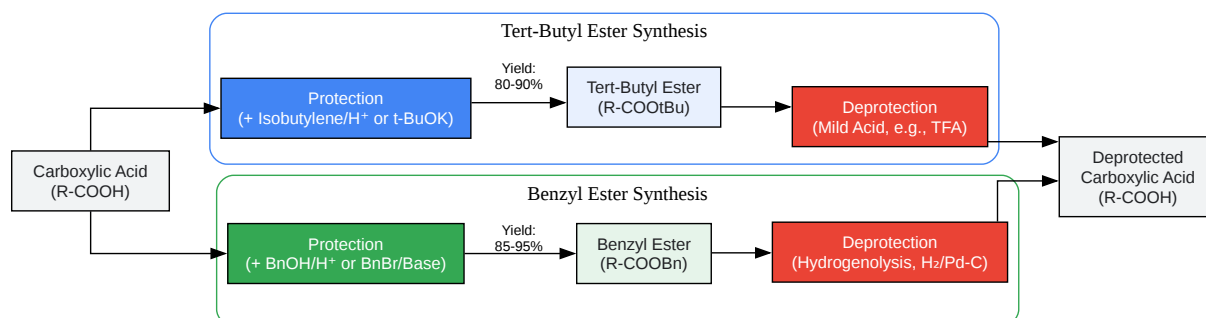 Tert-Butyl Ester Synthesis
Protection
(+ Isobutylene/H⁺ or t-BuOK)
Yield:
80-90%
Tert-Butyl Ester
(R-COOtBu)
Deprotection
(Mild Acid, e.g., TFA)
Carboxylic Acid
(R-COOH)
Deprotected
Carboxylic Acid
(R-COOH)
Benzyl Ester Synthesis
Protection
(+ BnOH/H⁺ or BnBr/Base)
Yield:
85-95%
Benzyl Ester
(R-COOBn)
Deprotection
(Hydrogenolysis, H₂/Pd-C)